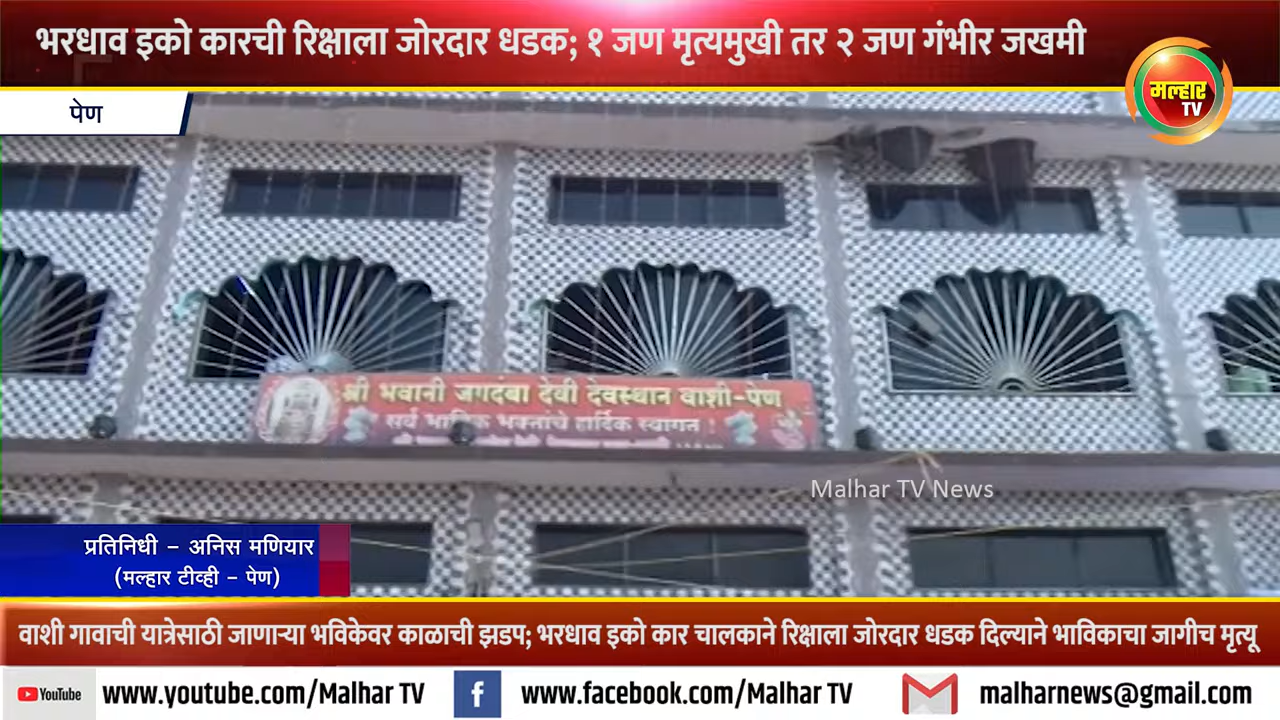 भरधाव इको कारची रिक्षाला जोरदार धडक; १ जण मृत्यमुखी तर २ जण गंभीर जखमी
मल्हार
TV
पेण
श्री भवानी जगदंबा देवी देवस्थान वाशी-पेण
सर्व भाविक भक्तांचे हार्दिक स्वागत !
Malhar TV News
प्रतिनिधी - अनिस मणियार
(मल्हार टीव्ही - पेण)
वाशी गावाची यात्रेसाठी जाणाऱ्या भविकेवर काळाची झडप; भरधाव इको कार चालकाने रिक्षाला जोरदार धडक दिल्याने भाविकाचा जागीच मृत्यू
YouTube www.youtube.com/Malhar TV www.facebook.com/Malhar TV malharnews@gmail.com